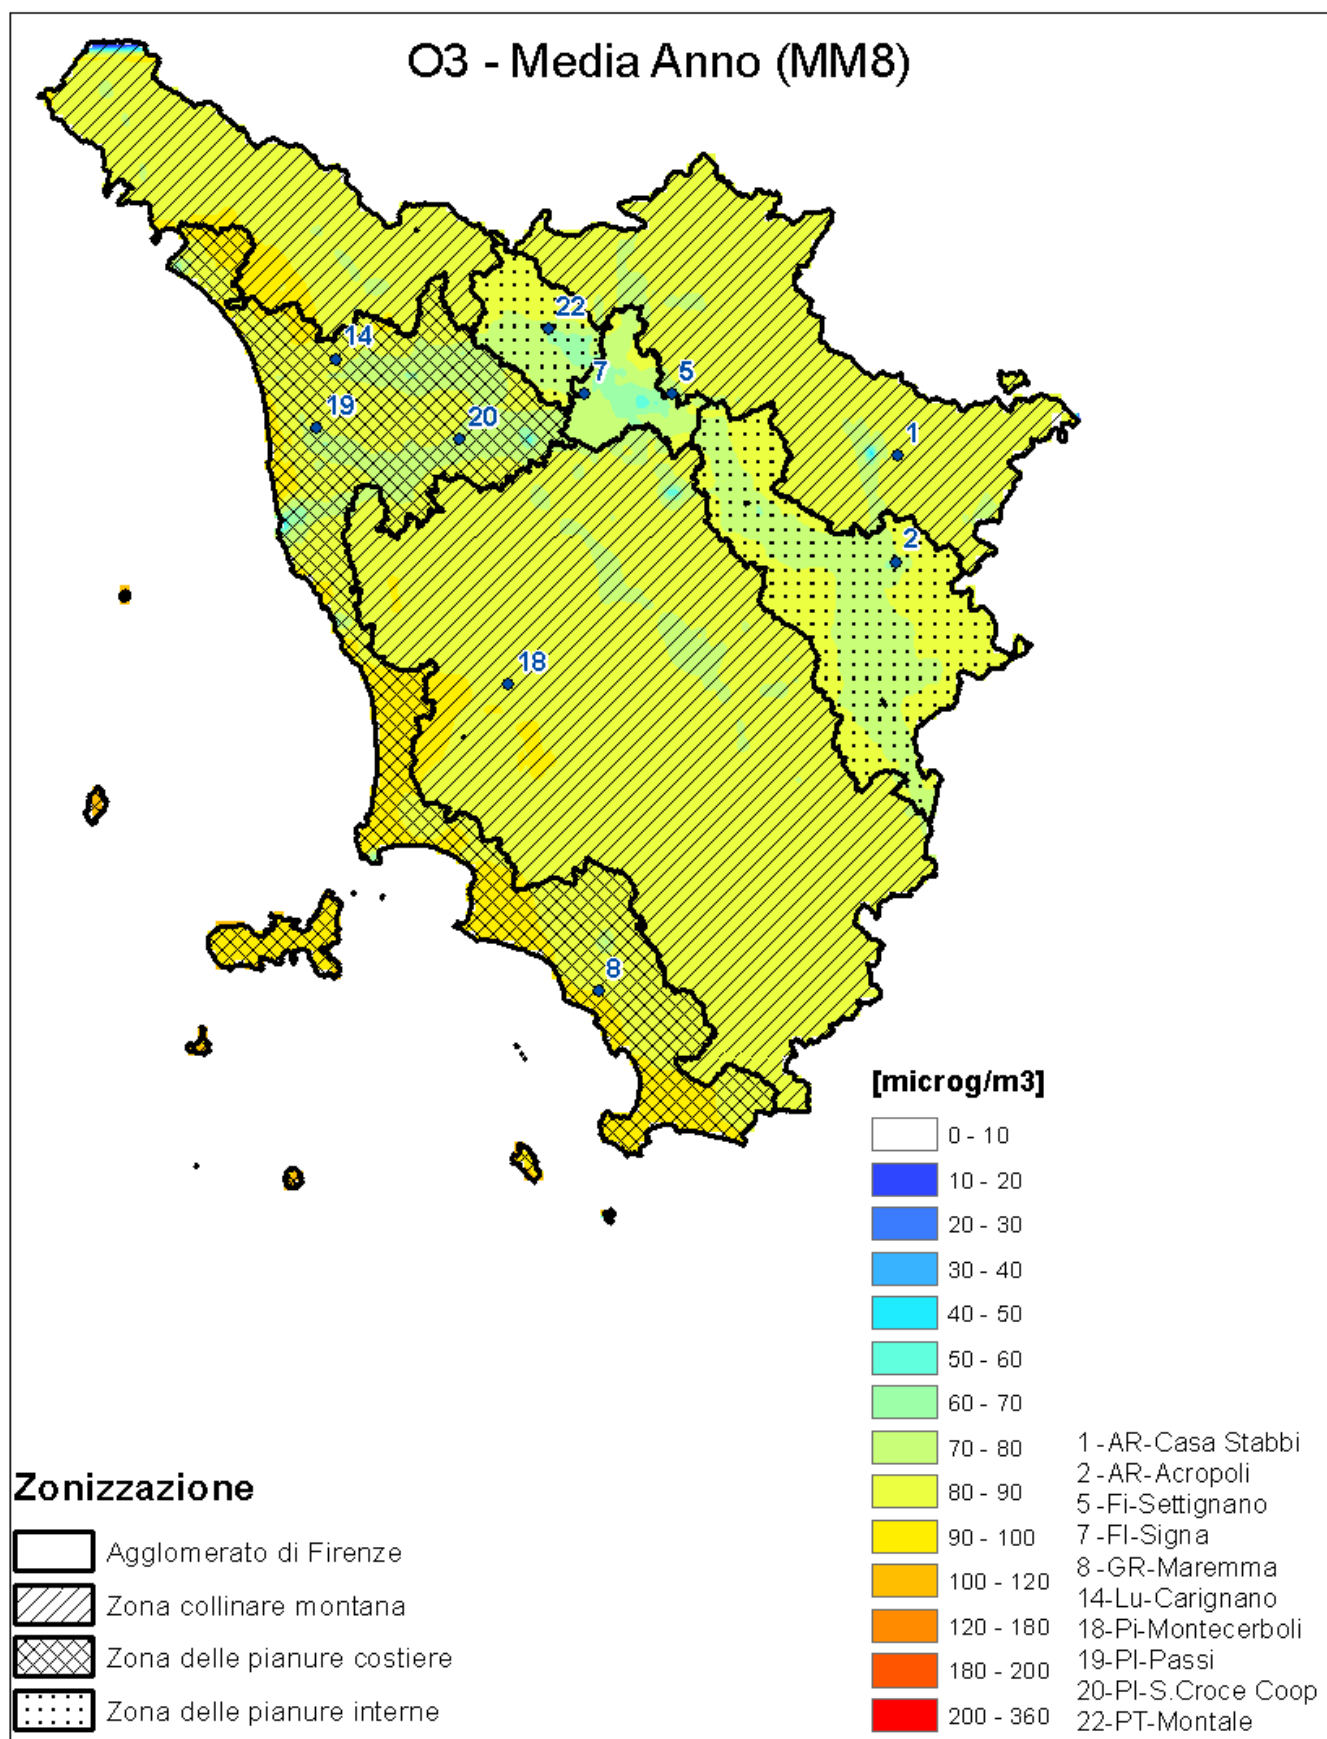 O3 - Media Anno (MM8)
22
14
7
5
19
20
1
2
18
8
[microg/m3]
0 - 10
10 - 20
20 - 30
30 - 40
40 - 50
50 - 60
60 - 70
70 - 80
80 - 90
90 - 100
100 - 120
120 - 180
180 - 200
200 - 360
1 -AR-Casa Stabbi
2 -AR-Acropoli
5 -Fi-Settignano
7 -FI-Signa
8 -GR-Maremma
14-Lu-Carignano
18-Pi-Montecerboli
19-PI-Passi
20-PI-S.Croce Coop
22-PT-Montale
Zonizzazione
Agglomerato di Firenze
Zona collinare montana
Zona delle pianure costiere
Zona delle pianure interne